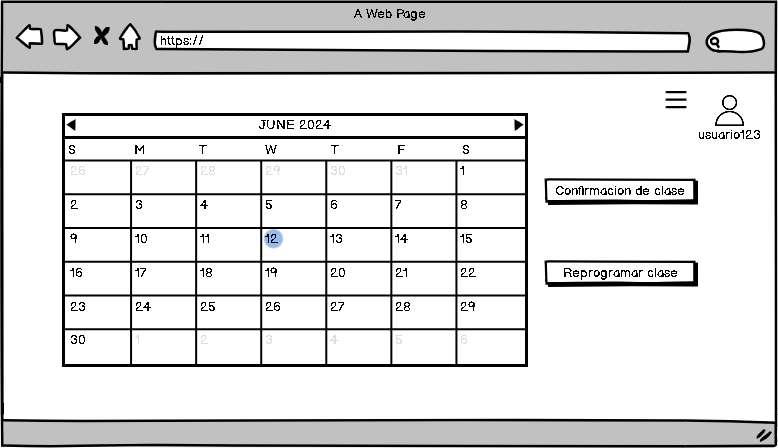 A Web Page
https://
usuario123
JUNE 2024
S M T W T F S
26 27 28 29 30 31 1
2 3 4 5 6 7 8
9 10 11 12 13 14 15
16 17 18 19 20 21 22
23 24 25 26 27 28 29
30 1 2 3 4 5 6
Confirmacion de clase
Reprogramar clase